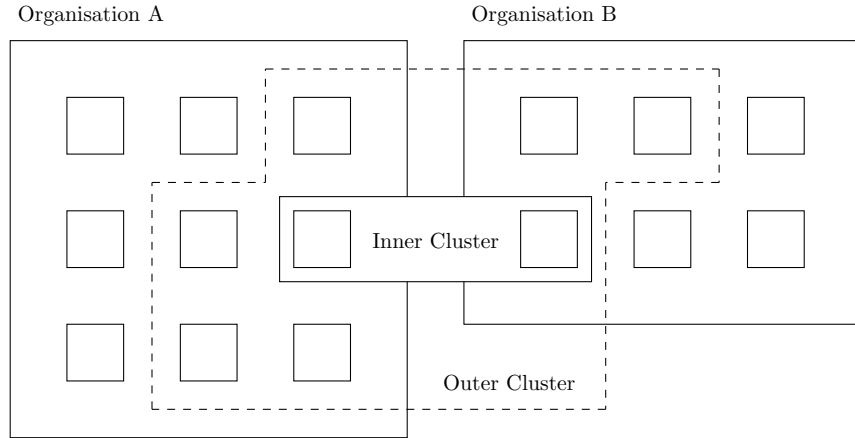 Organisation A
Organisation B
Inner Cluster
Outer Cluster